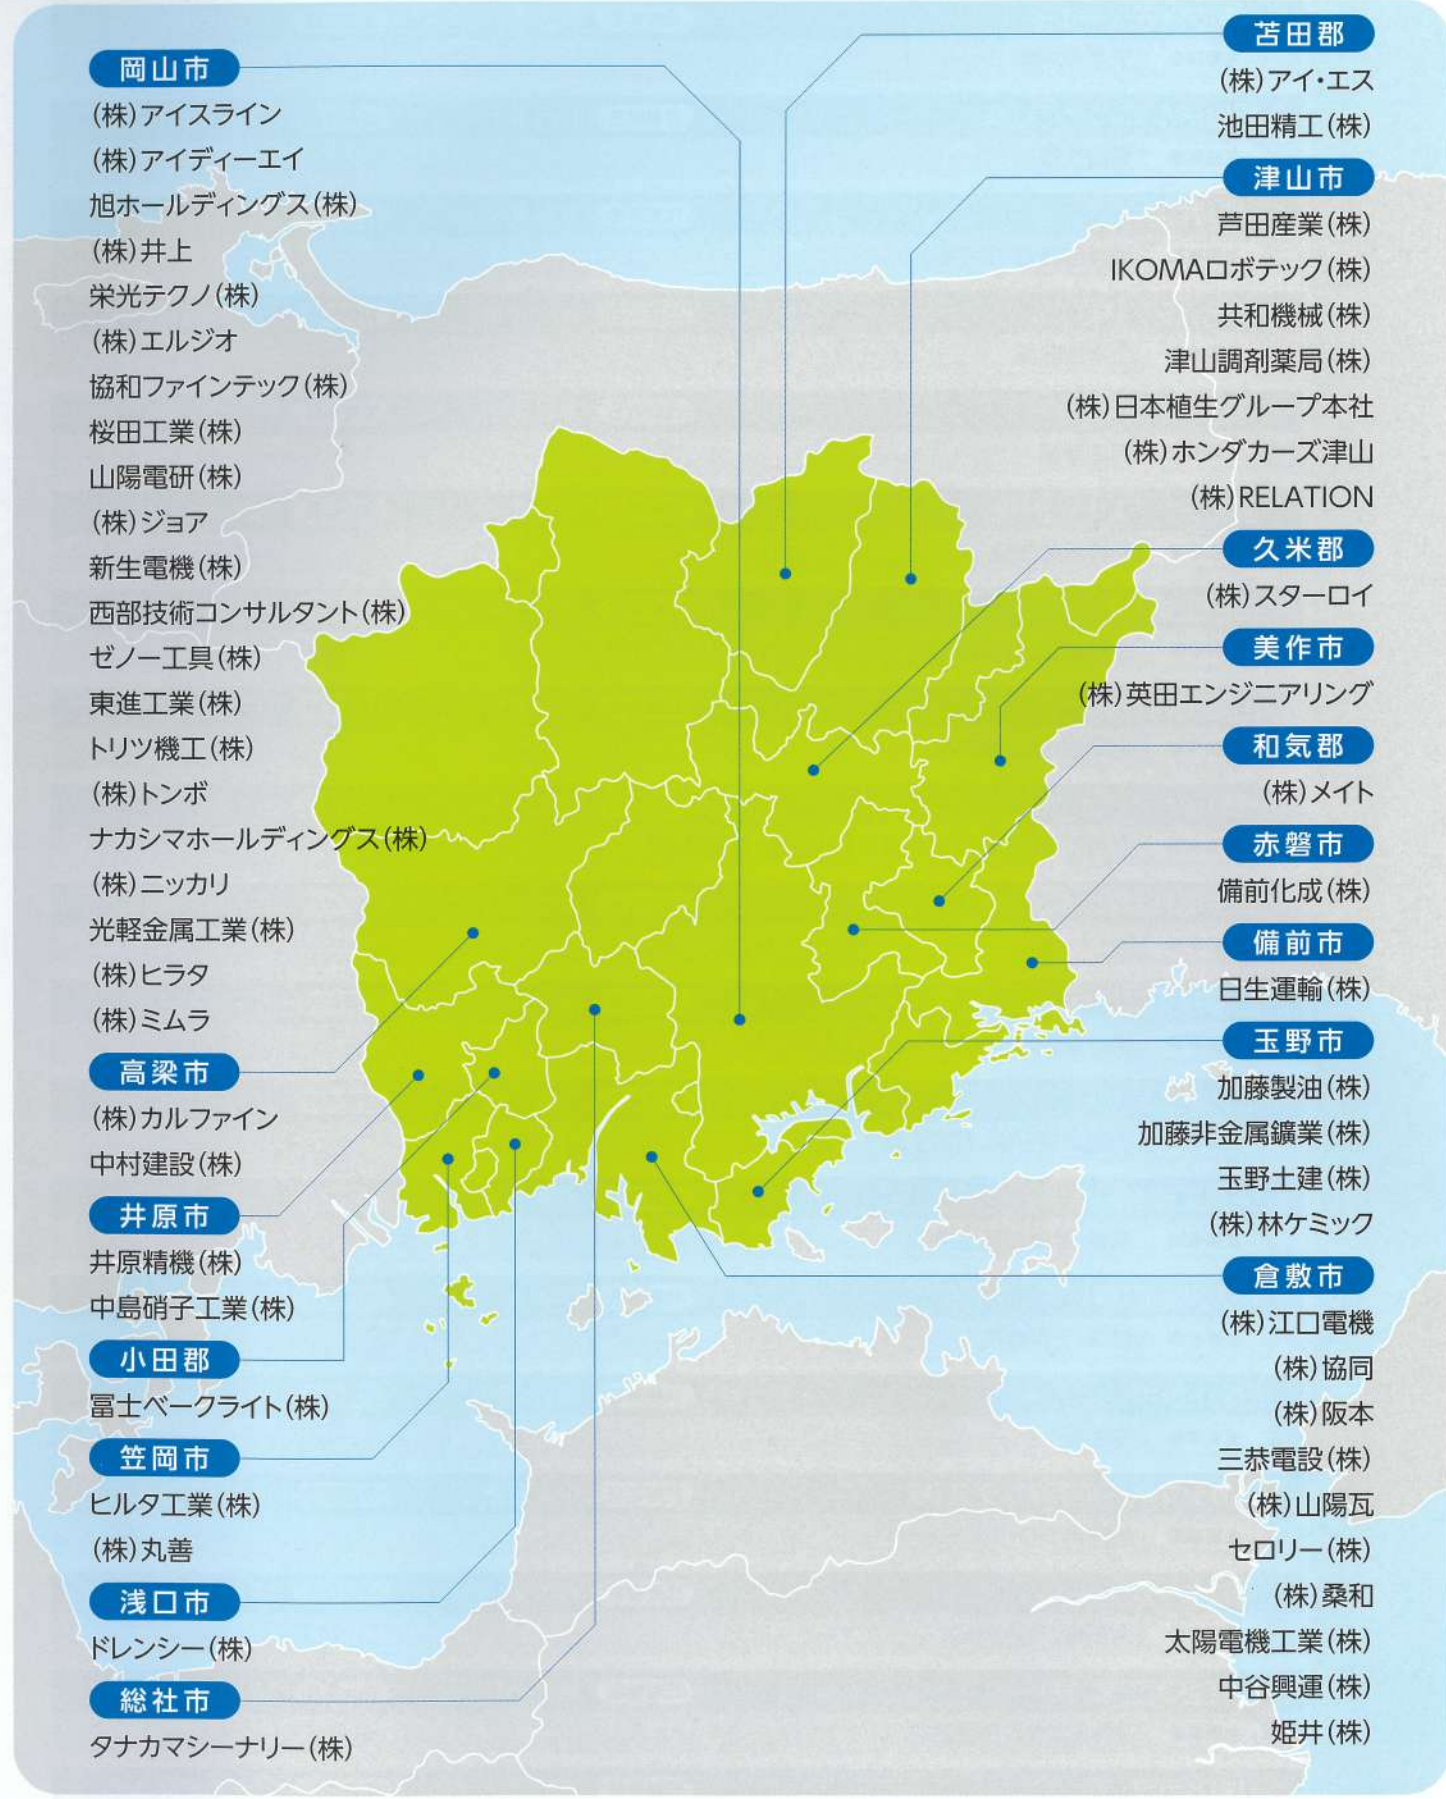 岡山市
(株)アイスライン
(株)アイディーエイ
旭ホールディングス(株)
(株)井上
栄光テクノ(株)
(株)エルジオ
協和ファインテック(株)
桜田工業(株)
山陽電研(株)
(株)ジョア
新生電機(株)
西部技術コンサルタント(株)
ゼノー工具(株)
東進工業(株)
トリツ機工(株)
(株)トンボ
ナカシマホールディングス(株)
(株)ニッカリ
光軽金属工業(株)
(株)ヒラタ
(株)ミムラ
高梁市
(株)カルファイン
中村建設(株)
井原市
井原精機(株)
中島硝子工業(株)
小田郡
冨士ベークライト(株)
笠岡市
ヒルタ工業(株)
(株)丸善
浅口市
ドレンシー(株)
総社市
タナカマシーナリー(株)
苫田郡
(株)アイ・エス
池田精工(株)
津山市
芦田産業(株)
IKOMAロボテック(株)
共和機械(株)
津山調剤薬局(株)
(株)日本植生グループ本社
(株)ホンダカーズ津山
(株)RELATION
久米郡
(株)スターロイ
美作市
(株)英田エンジニアリング
和気郡
(株)メイト
赤磐市
備前化成(株)
備前市
日生運輸(株)
玉野市
加藤製油(株)
加藤非金属鑛業(株)
玉野土建(株)
(株)林ケミック
倉敷市
(株)江口電機
(株)協同
(株)阪本
三恭電設(株)
(株)山陽瓦
セロリー(株)
(株)桑和
太陽電機工業(株)
中谷興運(株)
姫井(株)